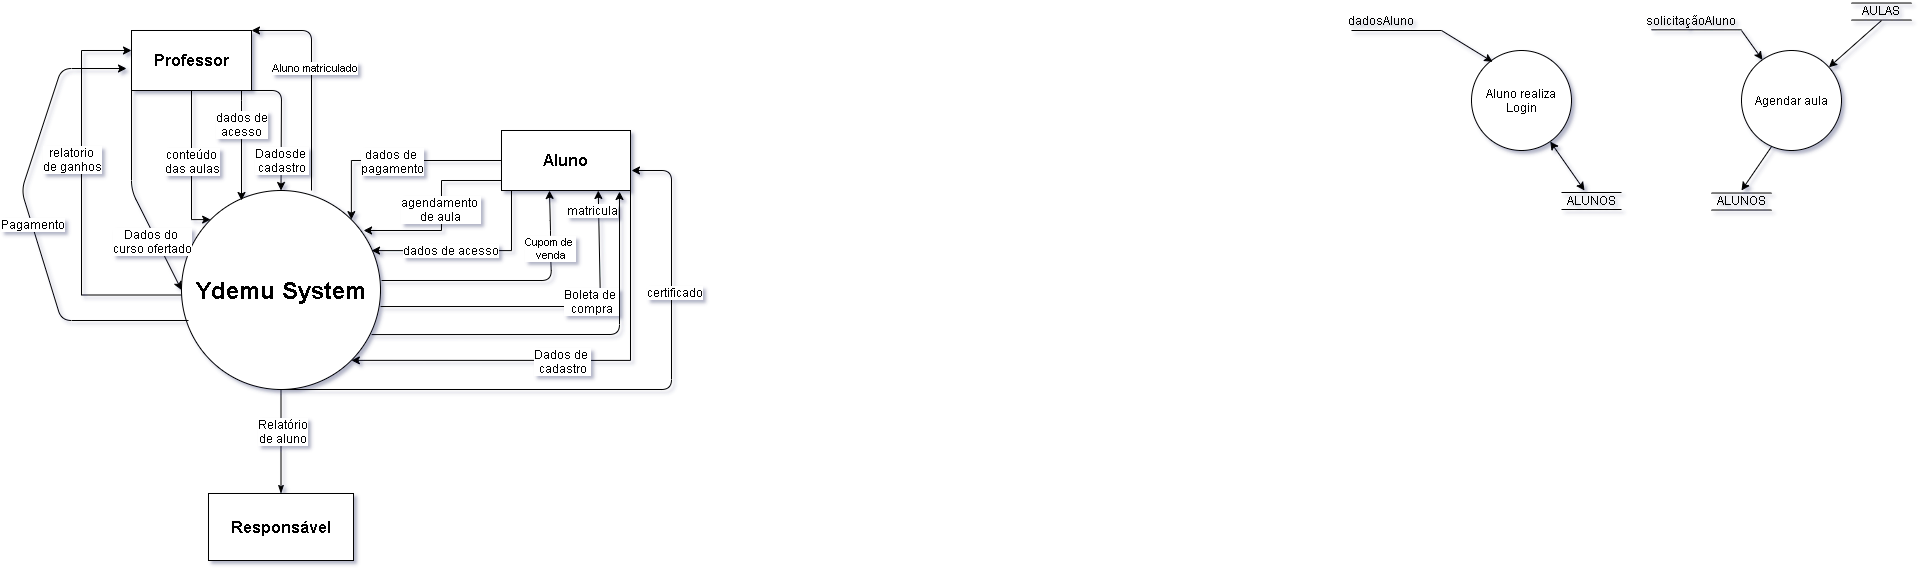 Professor
Aluno matriculado
dados de
acesso
relatorio
de ganhos
conteúdo
das aulas
Dadosde
cadastro
Pagamento
Dados do
curso ofertado
Ydemu System
Aluno
dados de
pagamento
agendamento
de aula
matricula
dados de acesso
Cupom de
venda
Boleta de
compra
certificado
Dados de
cadastro
Relatório
de aluno
Responsável
dadosAluno
Aluno realiza
Login
ALUNOS
solicitaçãoAluno
AULAS
Agendar aula
ALUNOS